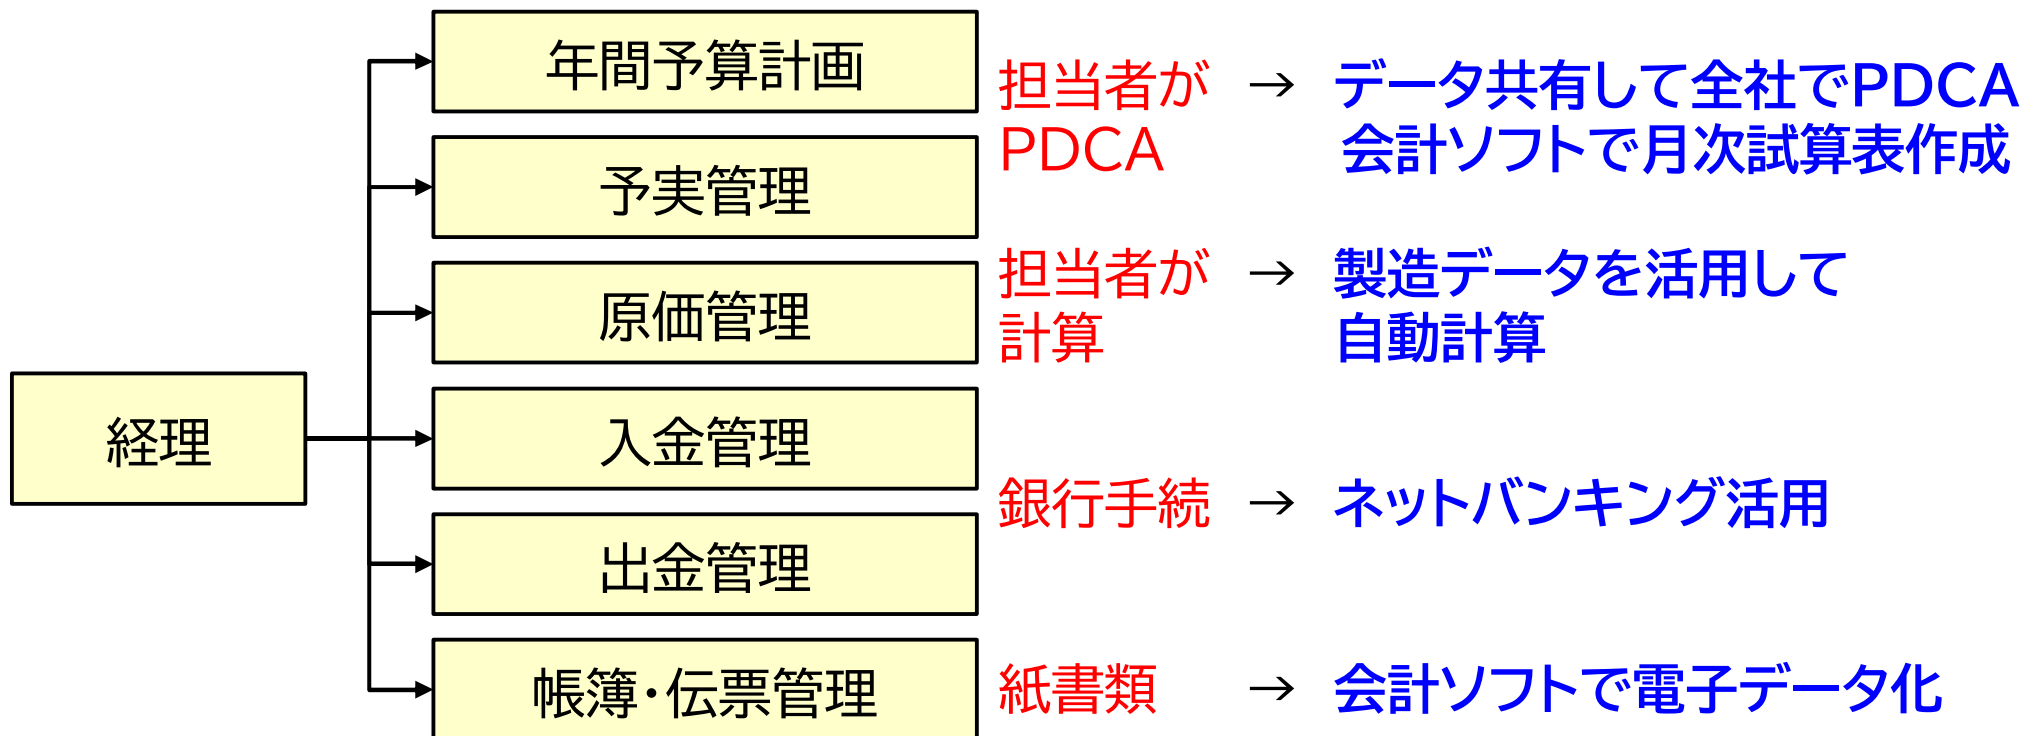 年間予算計画
担当者が → データ共有して全社でPDCA
PDCA 会計ソフトで月次試算表作成
予実管理
担当者が → 製造データを活用して
原価管理
計算 自動計算
経理
入金管理
銀行手続 → ネットバンキング活用
出金管理
帳簿・伝票管理
紙書類 → 会計ソフトで電子データ化